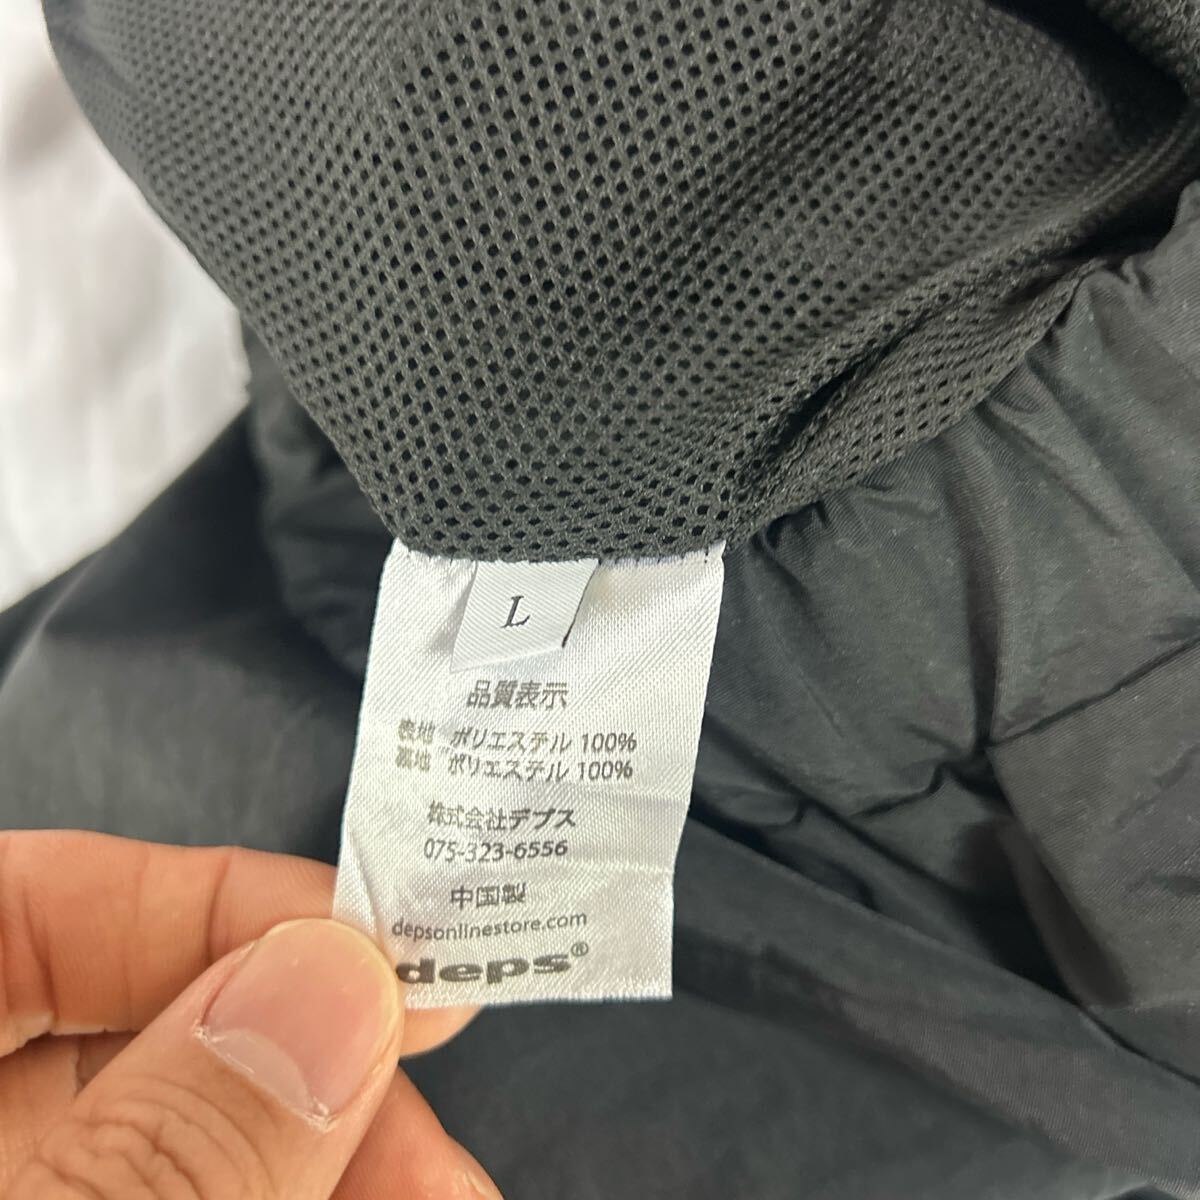 L
品質表示
表地 ポリエステル 100%
裏地 ポリエステル 100%
株式会社デプス
075-323-6556
中国製
depsonlinestore.com
deps®